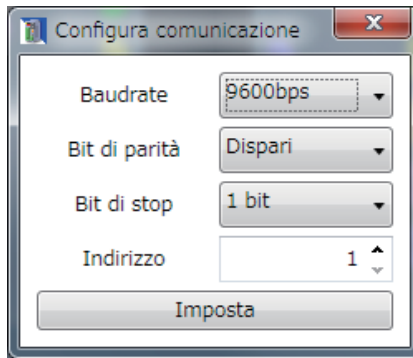 Configura comunicazione
Baudrate 9600bps
Bit di parità Dispari
Bit di stop 1 bit
Indirizzo 1
Imposta